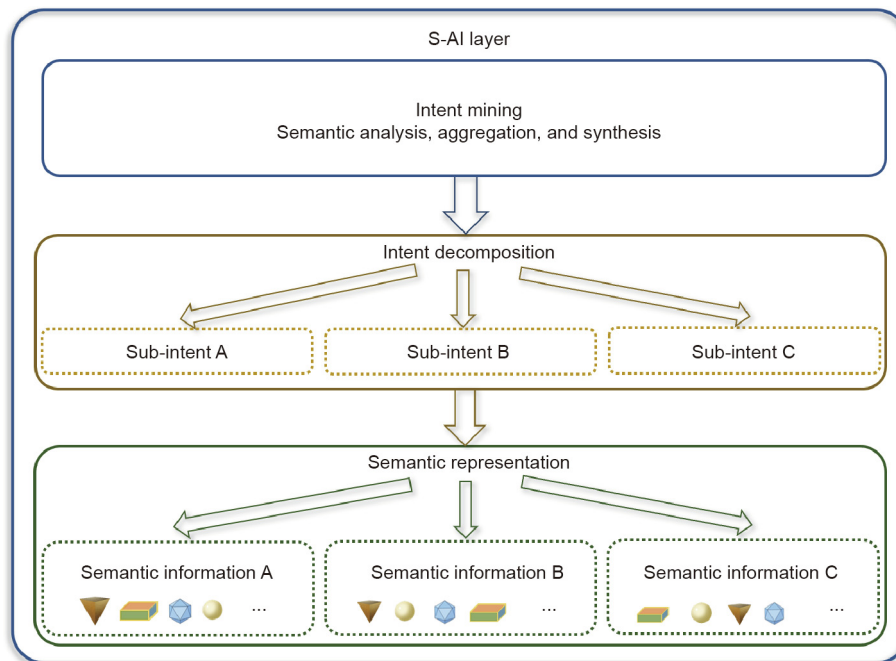 S-AI layer
Intent mining
Semantic analysis, aggregation, and synthesis
Intent decomposition
Sub-intent A
Sub-intent B
Sub-intent C
Semantic representation
Semantic information A
Semantic information B
Semantic information C
...
...
...